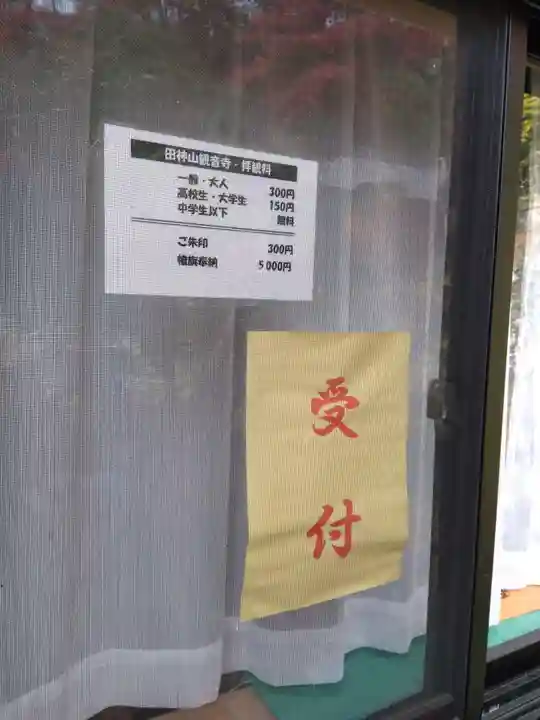 田神山観音寺・拝観料
一般・大人 300円
高校生・大学生 150円
中学生以下 無料
ご朱印 300円
幟旗奉納 5000円
受付